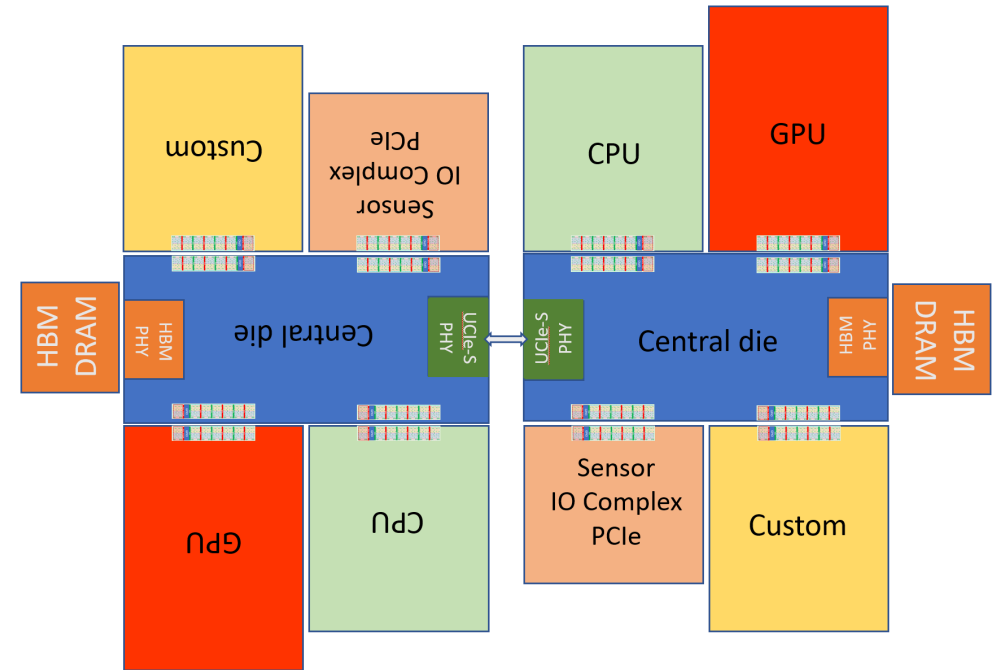 Custom
Sensor
IO Complex
PCIe
CPU
GPU
HBM
DRAM
HBM
PHY
Central die
UCIe-S
PHY
UCIe-S
PHY
Central die
HBM
PHY
HBM
DRAM
GPU
CPU
Sensor
IO Complex
PCIe
Custom